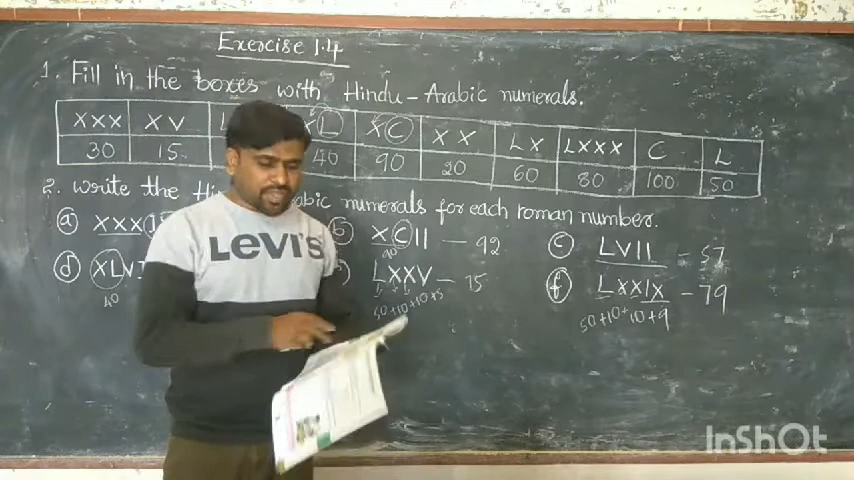 Exercise 1.4
1. Fill in the boxes with Hindu-Arabic numerals.
XXX XV XL XC XX LX LXXX C L
30 15 40 90 20 60 80 100 50
2. write the numerals for each roman number.
a XXX b XCII — 92 c LVII - 57
90
d XLV LXXV — 75 f LXXIX - 79
40 50+10+10+5 50+10+10+9
LEVI'S
InShOt